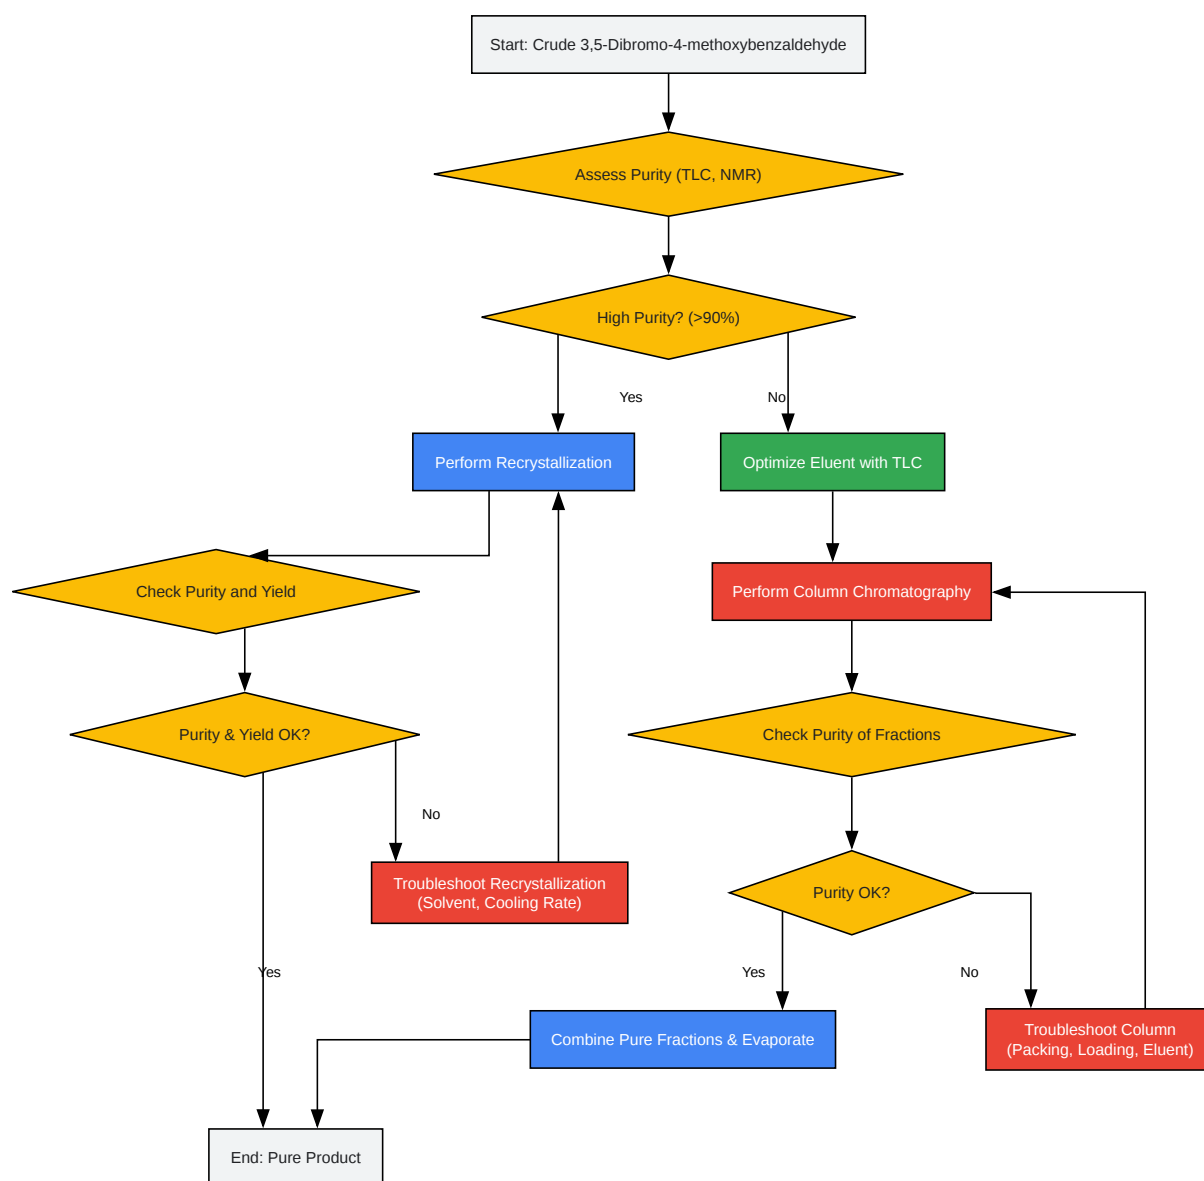 Start: Crude 3,5-Dibromo-4-methoxybenzaldehyde
Assess Purity (TLC, NMR)
High Purity? (>90%)
Yes
No
Perform Recrystallization
Optimize Eluent with TLC
Check Purity and Yield
Perform Column Chromatography
Purity & Yield OK?
Check Purity of Fractions
No
Troubleshoot Recrystallization
(Solvent, Cooling Rate)
Purity OK?
Yes
Yes
No
Combine Pure Fractions & Evaporate
Troubleshoot Column
(Packing, Loading, Eluent)
End: Pure Product